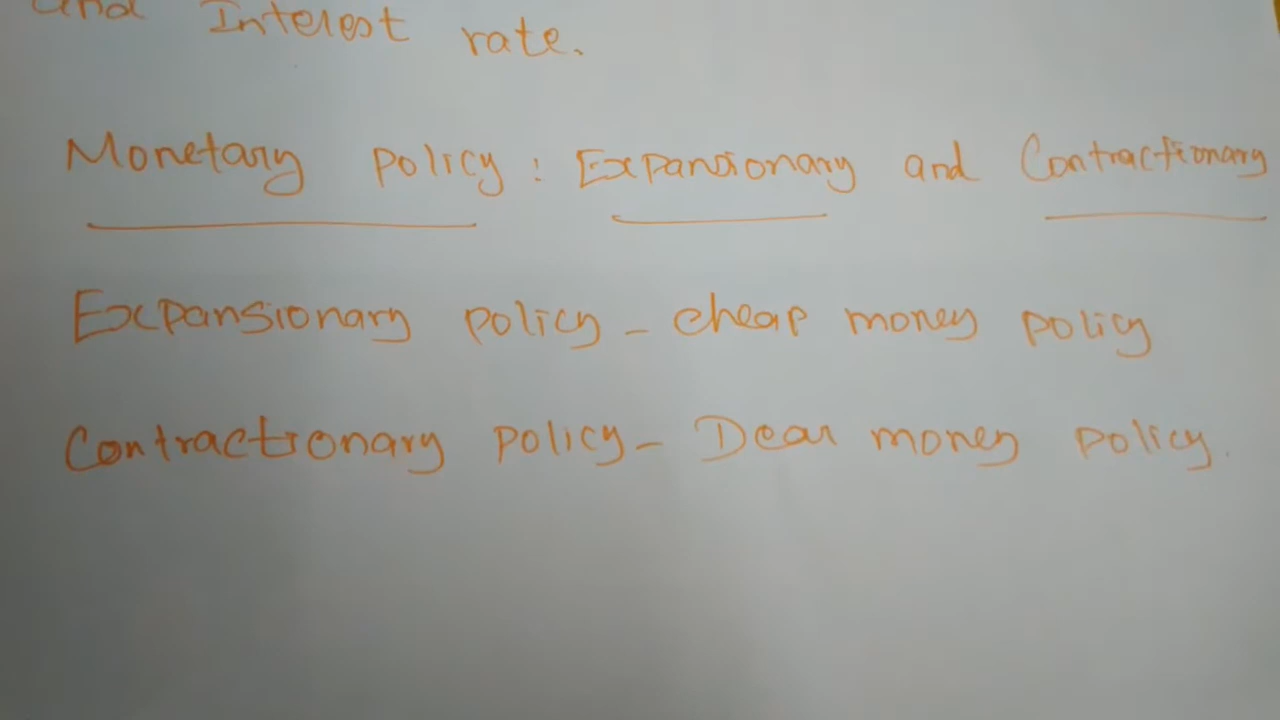 and Interest rate.
Monetary policy : Expansionary and Contractionary
Expansionary policy - cheap money policy
Contractionary policy - Dear money policy.